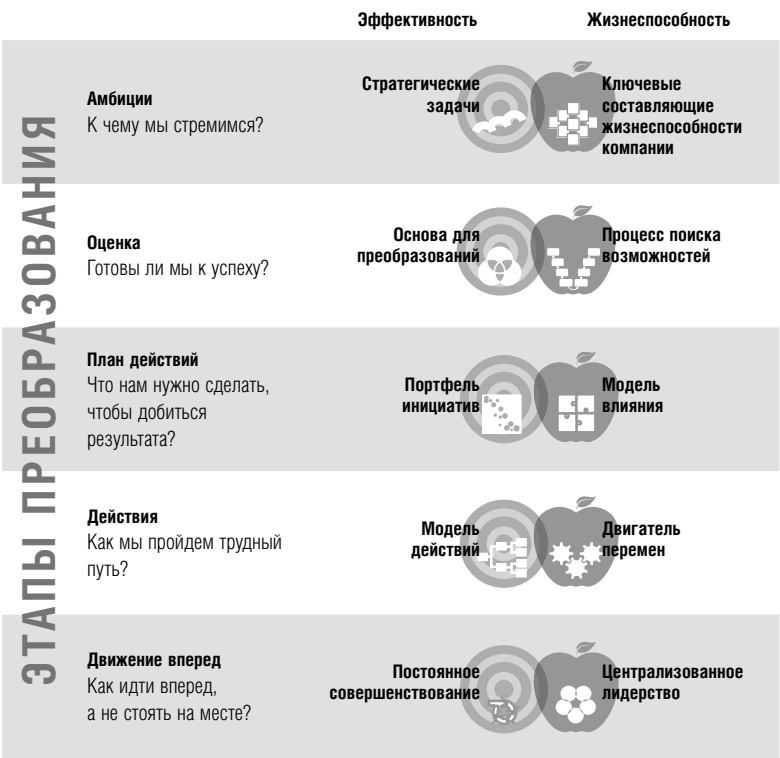 Эффективность
Жизнеспособность
ЭТАПЫ ПРЕОБРАЗОВАНИЯ
Амбиции
К чему мы стремимся?
Стратегические
задачи
Ключевые
составляющие
жизнеспособности
компании
Оценка
Готовы ли мы к успеху?
Основа для
преобразований
Процесс поиска
возможностей
План действий
Что нам нужно сделать,
чтобы добиться
результата?
Портфель
инициатив
Модель
влияния
Действия
Как мы пройдем трудный
путь?
Модель
действий
Двигатель
перемен
Движение вперед
Как идти вперед,
а не стоять на месте?
Постоянное
совершенствование
Централизованное
лидерство